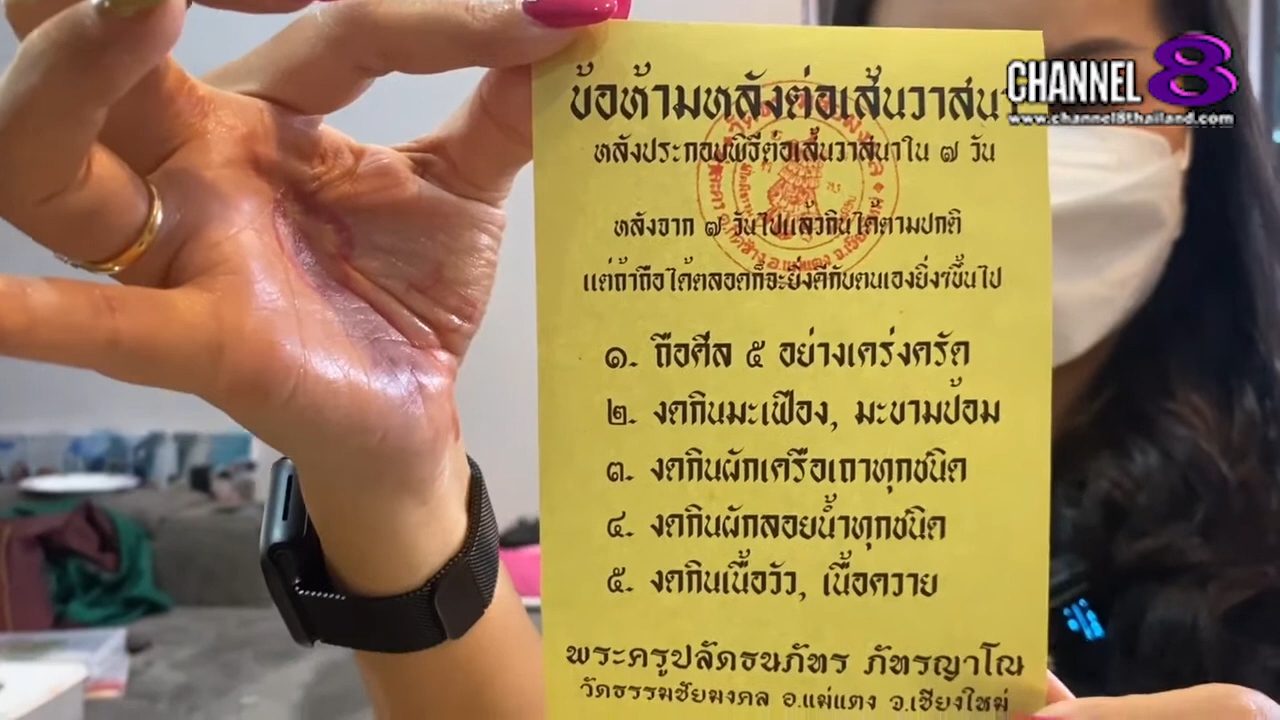 CHANNEL 8
www.channel8thailand.com
ข้อห้ามหลังต่อเส้นวาสนา
หลังประกอบพิธีต่อเส้นวาสนาใน ๗ วัน
หลังจาก ๗ วันไปแล้วกินได้ตามปกติ
แต่ถ้าถือได้ตลอดก็จะยิ่งดีกับตนเองยิ่งๆขึ้นไป
๑. ถือศีล ๕ อย่างเคร่งครัด
๒. งดกินมะเฟือง, มะขามป้อม
๓. งดกินผักเครือเถาทุกชนิด
๔. งดกินผักลอยน้ำทุกชนิด
๕. งดกินเนื้อวัว, เนื้อควาย
พระครูปลัดธนภัทร ภัทรญาโณ
วัดธรรมชัยมงคล อ.แม่แตง จ.เชียงใหม่